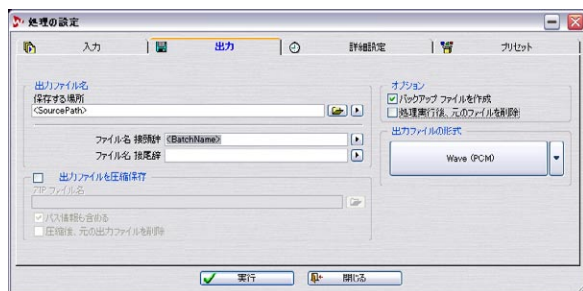 処理の設定
入力
出力
詳細設定
プリセット
出力ファイル名
保存する場所
<SourcePath>
ファイル名 接頭辞 <BatchName>
ファイル名 接尾辞
オプション
バックアップ ファイルを作成
処理実行後、元のファイルを削除
出力ファイルの形式
Wave (PCM)
出力ファイルを圧縮保存
ZIP ファイル名
パス情報も含める
圧縮後、元の出力ファイルを削除
実行
閉じる